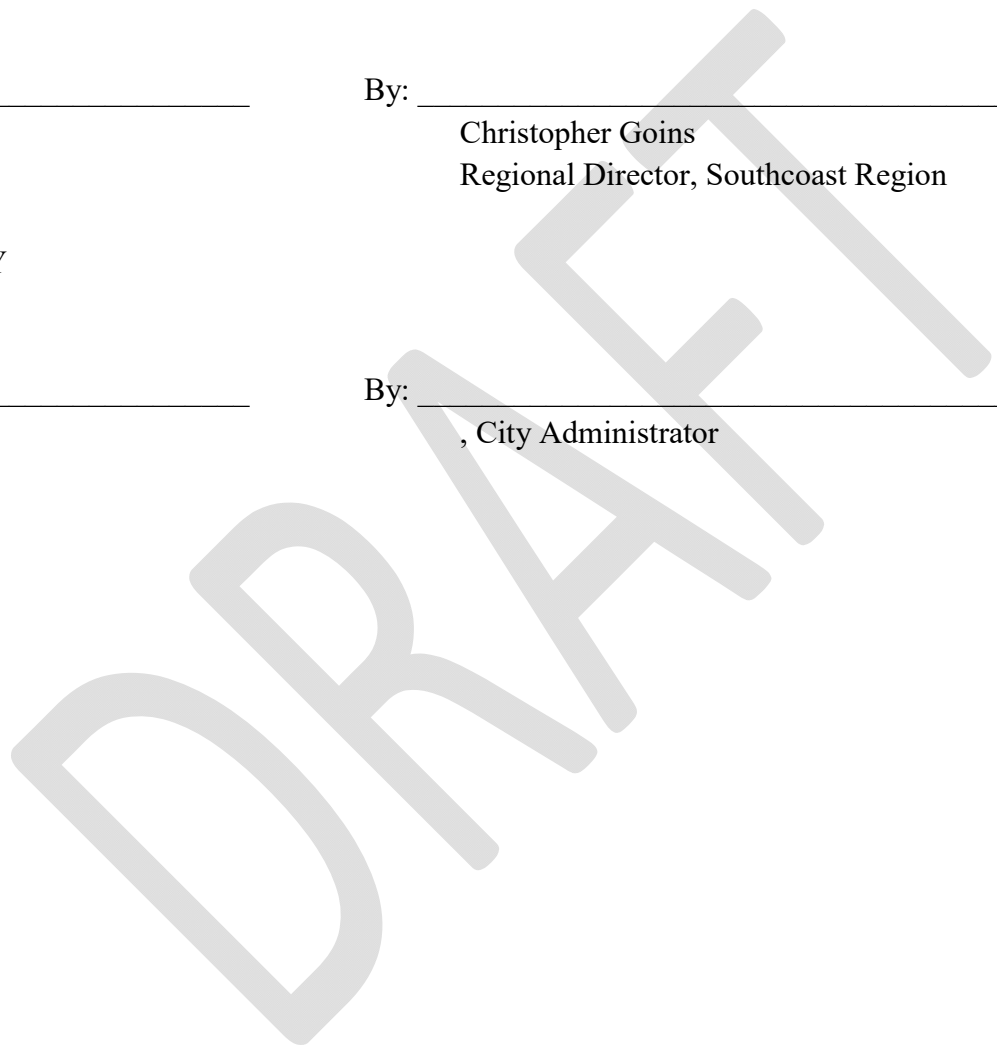 By:
Christopher Goins
Regional Director, Southcoast Region
Y
By:
, City Administrator
DRAFT